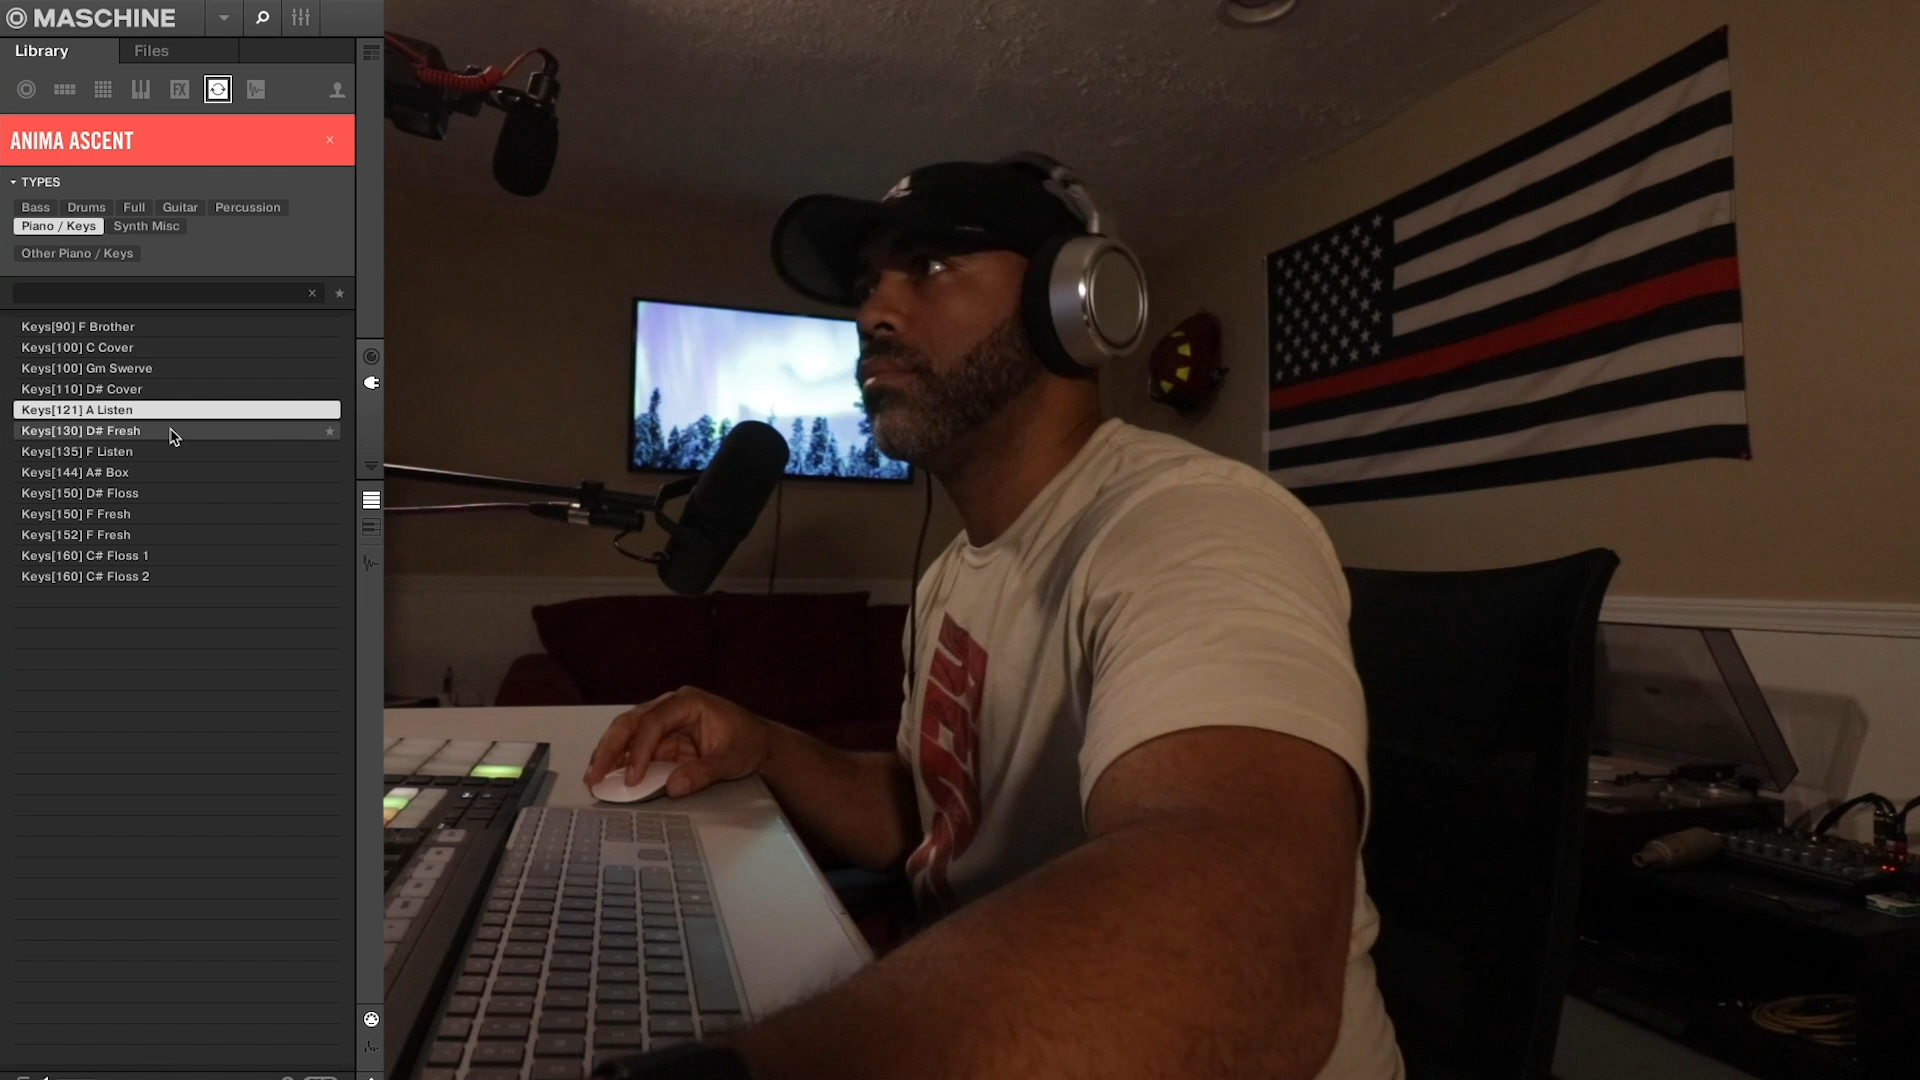 MASCHINE
Library Files
FX
ANIMA ASCENT ×
TYPES
Bass Drums Full Guitar Percussion
Piano / Keys Synth Misc
Other Piano / Keys
Keys[90] F Brother
Keys[100] C Cover
Keys[100] Gm Swerve
Keys[110] D# Cover
Keys[121] A Listen
Keys[130] D# Fresh
Keys[135] F Listen
Keys[144] A# Box
Keys[150] D# Floss
Keys[150] F Fresh
Keys[152] F Fresh
Keys[160] C# Floss 1
Keys[160] C# Floss 2